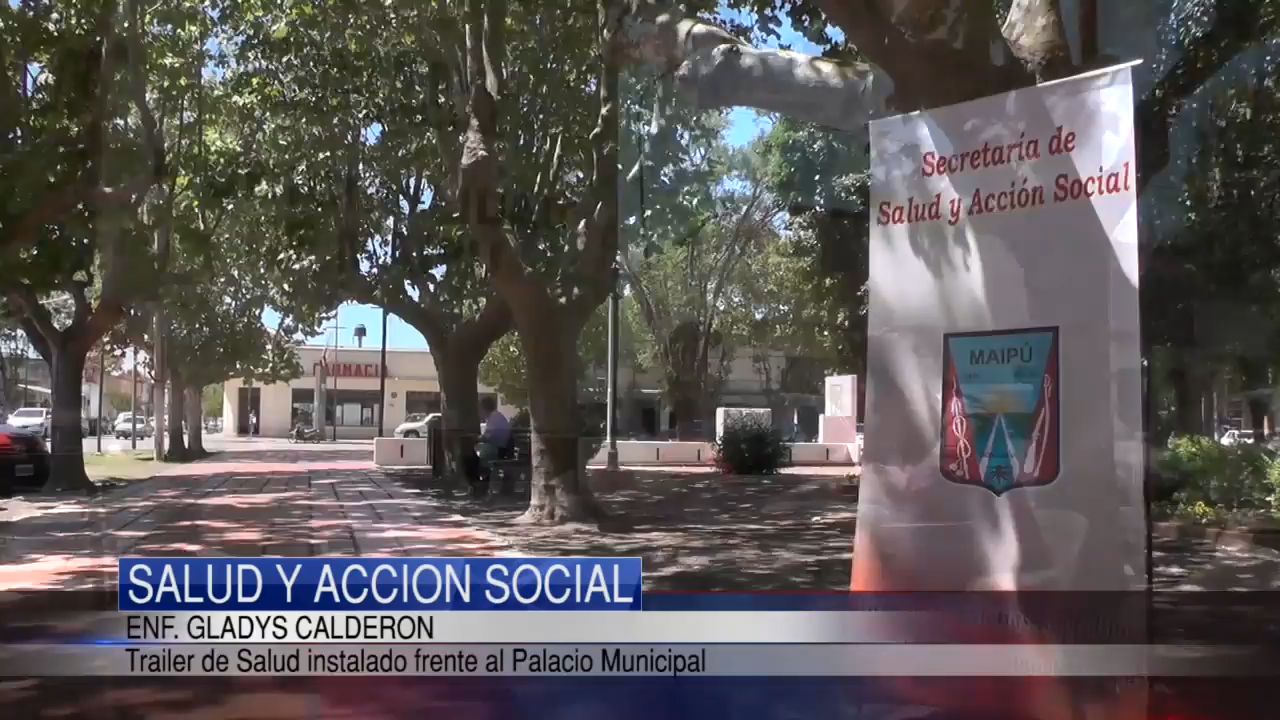 Secretaría de
Salud y Acción Social
MAIPÚ
FARMACIA
SALUD Y ACCION SOCIAL
ENF. GLADYS CALDERON
Trailer de Salud instalado frente al Palacio Municipal